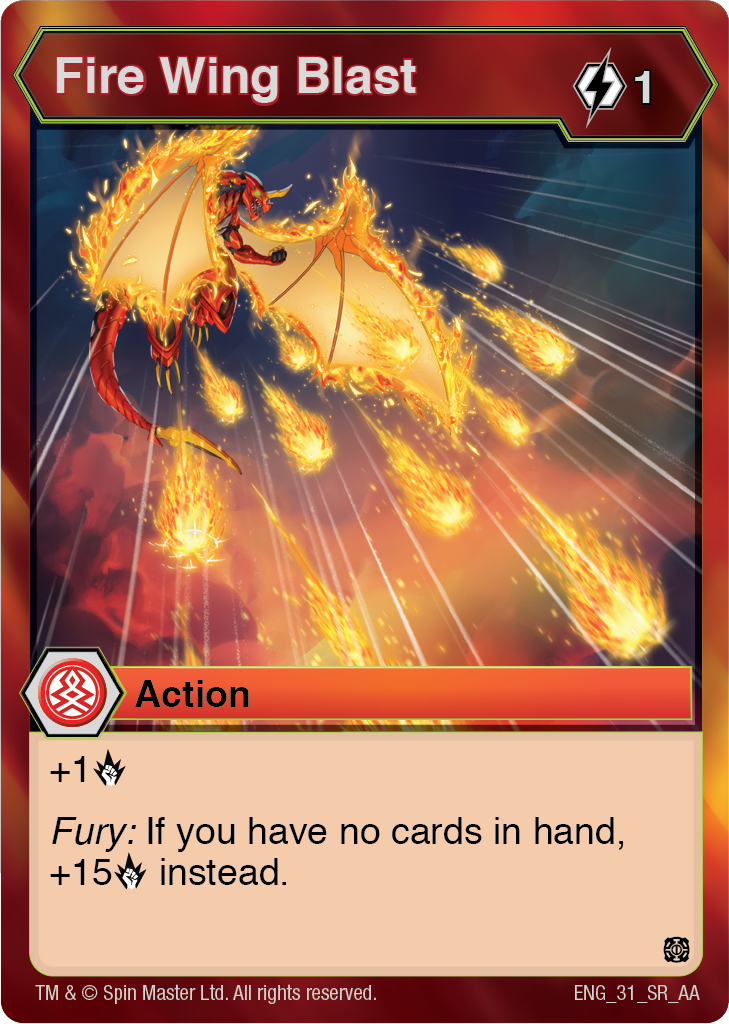 Fire Wing Blast
1
Action
+1
Fury: If you have no cards in hand,
+15 instead.
TM & © Spin Master Ltd. All rights reserved.
ENG_31_SR_AA